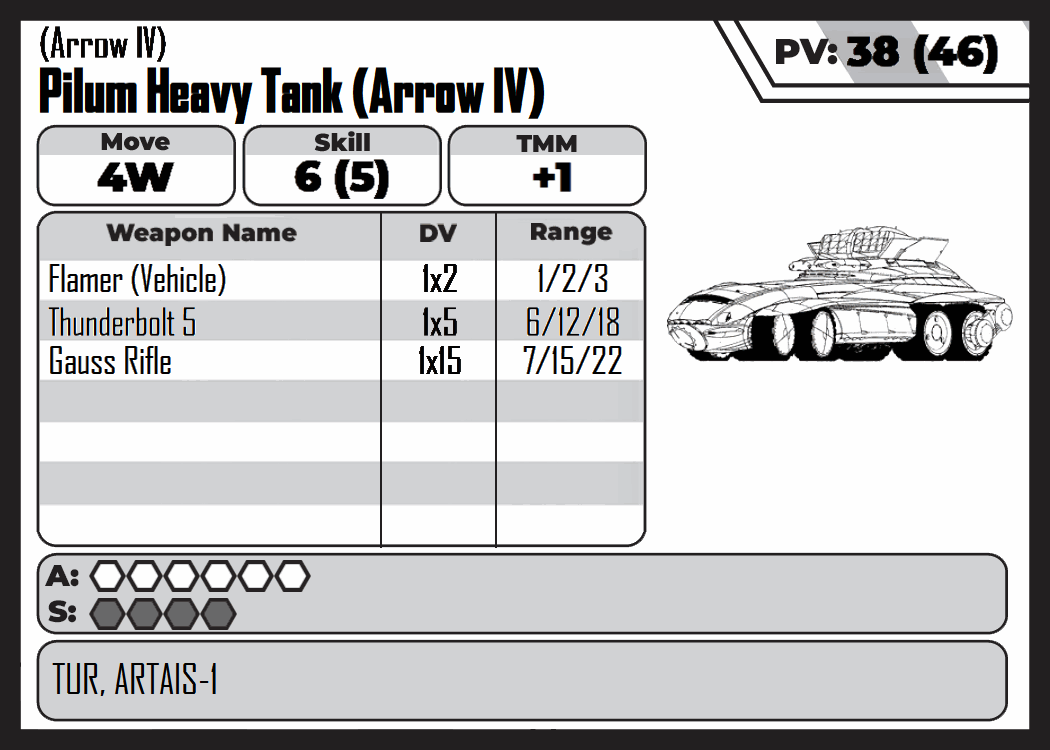 (Arrow IV)
Pilum Heavy Tank (Arrow IV)
PV: 38 (46)
Move Skill TMM
4W 6 (5) +1
Weapon Name DV Range
Flamer (Vehicle) 1x2 1/2/3
Thunderbolt 5 1x5 6/12/18
Gauss Rifle 1x15 7/15/22
A:
S:
TUR, ARTAIS-1